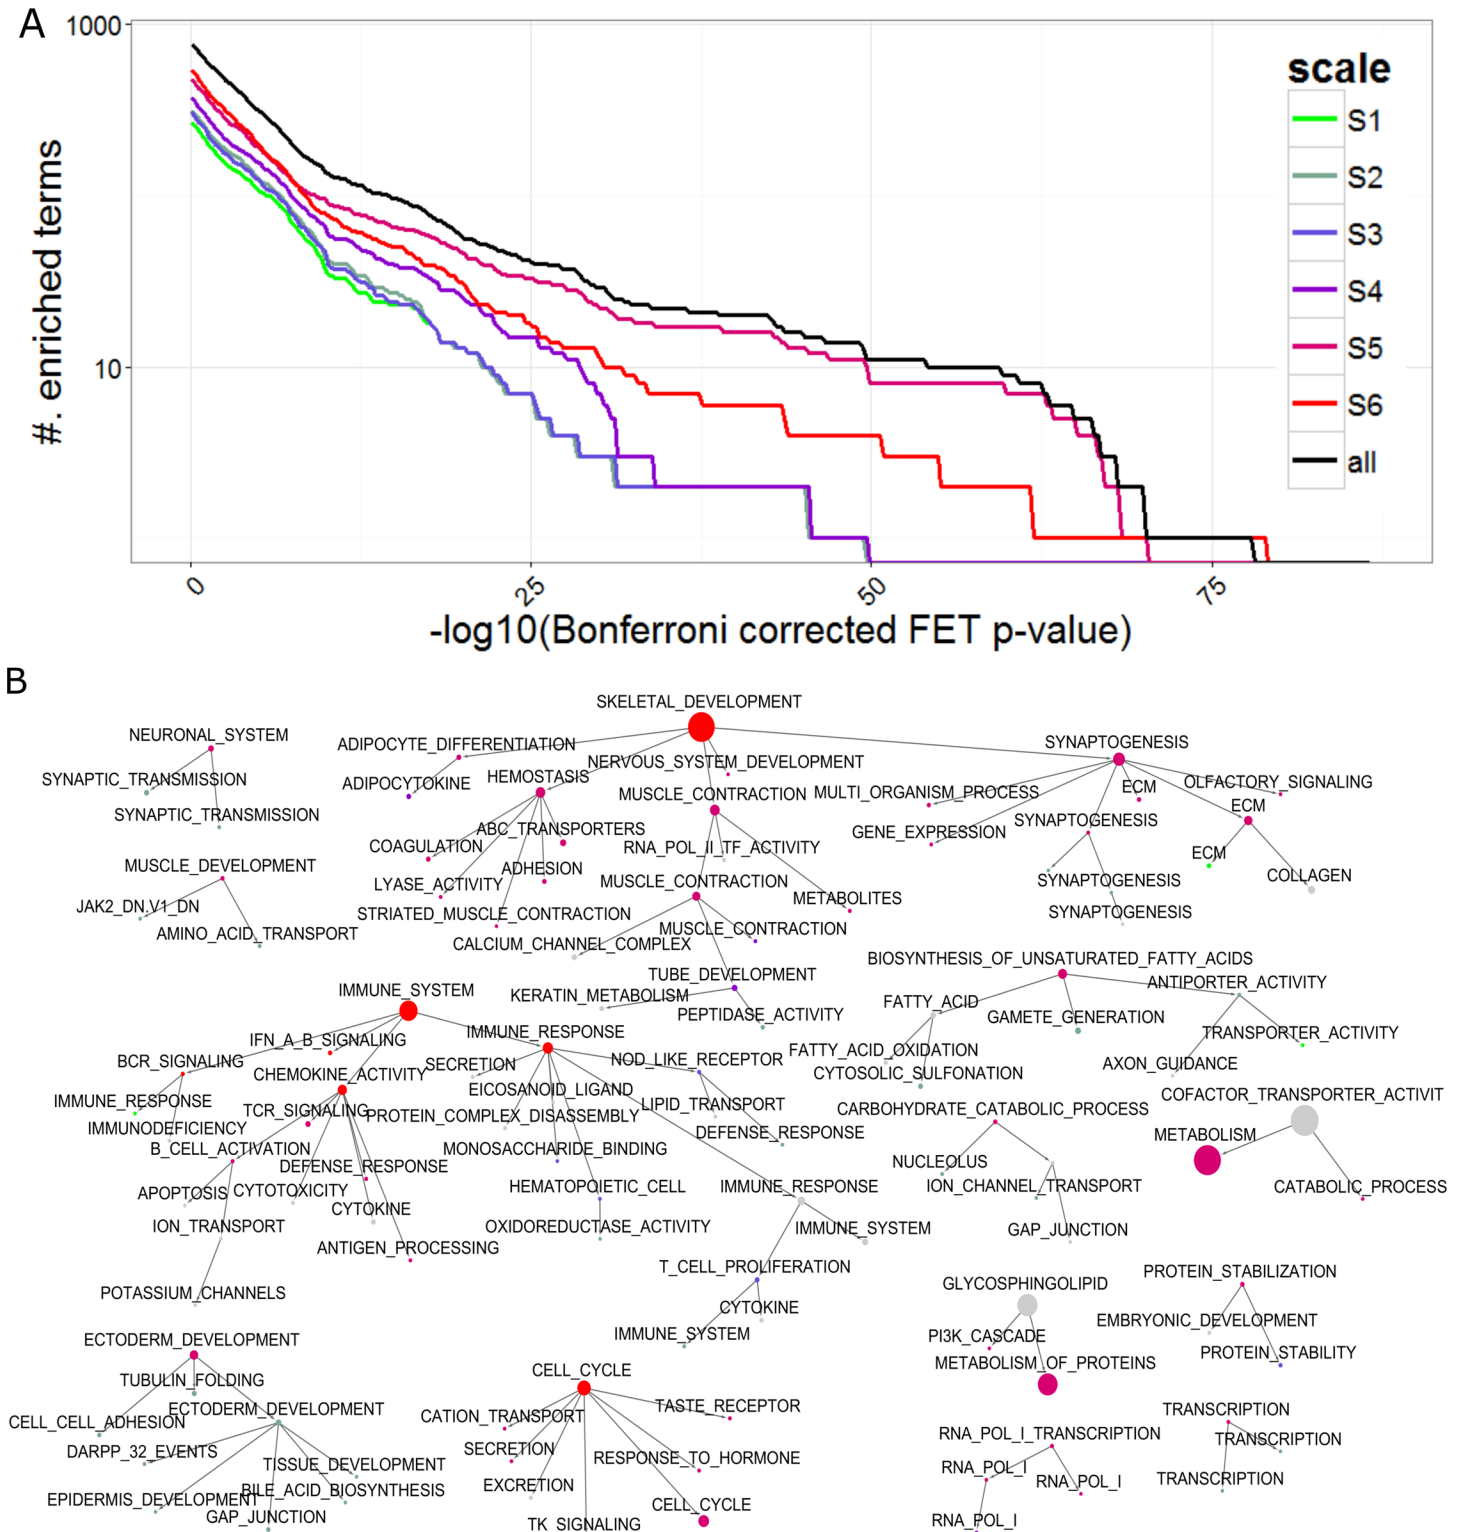 A
1000
10
#. enriched terms
scale
S1
S2
S3
S4
S5
S6
all
0
25
50
75
-log10(Bonferroni corrected FET p-value)
B
SKELETAL_DEVELOPMENT
NEURONAL_SYSTEM
ADIPOCYTE_DIFFERENTIATION
SYNAPTOGENESIS
NERVOUS_SYSTEM_DEVELOPMENT
SYNAPTIC_TRANSMISSION
ADIPOCYTOKINE
HEMOSTASIS
MUSCLE_CONTRACTION
MULTI_ORGANISM_PROCESS
ECM
OLFACTORY_SIGNALING
SYNAPTIC_TRANSMISSION
ECM
SYNAPTOGENESIS
ABC_TRANSPORTERS
GENE_EXPRESSION
COAGULATION
RNA_POL_II_TF_ACTIVITY
ECM
MUSCLE_DEVELOPMENT
ADHESION
COLLAGEN
LYASE_ACTIVITY
MUSCLE_CONTRACTION
SYNAPTOGENESIS
METABOLITES
JAK2_DN.V1_DN
STRIATED_MUSCLE_CONTRACTION
SYNAPTOGENESIS
AMINO_ACID_TRANSPORT
MUSCLE_CONTRACTION
CALCIUM_CHANNEL_COMPLEX
BIOSYNTHESIS_OF_UNSATURATED_FATTY_ACIDS
TUBE_DEVELOPMENT
ANTIPORTER_ACTIVITY
IMMUNE_SYSTEM
KERATIN_METABOLISM
FATTY_ACID
PEPTIDASE_ACTIVITY
GAMETE_GENERATION
IMMUNE_RESPONSE
TRANSPORTER_ACTIVITY
IFN_A_B_SIGNALING
BCR_SIGNALING
SECRETION
NOD_LIKE_RECEPTOR
FATTY_ACID_OXIDATION
AXON_GUIDANCE
CHEMOKINE_ACTIVITY
CYTOSOLIC_SULFONATION
EICOSANOID_LIGAND
COFACTOR_TRANSPORTER_ACTIVIT
IMMUNE_RESPONSE
LIPID_TRANSPORT
CARBOHYDRATE_CATABOLIC_PROCESS
TCR_SIGNALING
PROTEIN_COMPLEX_DISASSEMBLY
IMMUNODEFICIENCY
DEFENSE_RESPONSE
METABOLISM
B_CELL_ACTIVATION
MONOSACCHARIDE_BINDING
NUCLEOLUS
DEFENSE_RESPONSE
ION_CHANNEL_TRANSPORT
CATABOLIC_PROCESS
APOPTOSIS
CYTOTOXICITY
HEMATOPOIETIC_CELL
IMMUNE_RESPONSE
CYTOKINE
ION_TRANSPORT
OXIDOREDUCTASE_ACTIVITY
IMMUNE_SYSTEM
GAP_JUNCTION
ANTIGEN_PROCESSING
T_CELL_PROLIFERATION
PROTEIN_STABILIZATION
POTASSIUM_CHANNELS
GLYCOSPHINGOLIPID
CYTOKINE
EMBRYONIC_DEVELOPMENT
ECTODERM_DEVELOPMENT
IMMUNE_SYSTEM
PI3K_CASCADE
PROTEIN_STABILITY
METABOLISM_OF_PROTEINS
CELL_CYCLE
TUBULIN_FOLDING
ECTODERM_DEVELOPMENT
CATION_TRANSPORT
TASTE_RECEPTOR
TRANSCRIPTION
CELL_CELL_ADHESION
RNA_POL_I_TRANSCRIPTION
TRANSCRIPTION
DARPP_32_EVENTS
SECRETION
RESPONSE_TO_HORMONE
TISSUE_DEVELOPMENT
RNA_POL_I
RNA_POL_I
TRANSCRIPTION
EXCRETION
BILE_ACID_BIOSYNTHESIS
EPIDERMIS_DEVELOPMENT
CELL_CYCLE
GAP_JUNCTION
TK_SIGNALING
RNA_POL_I